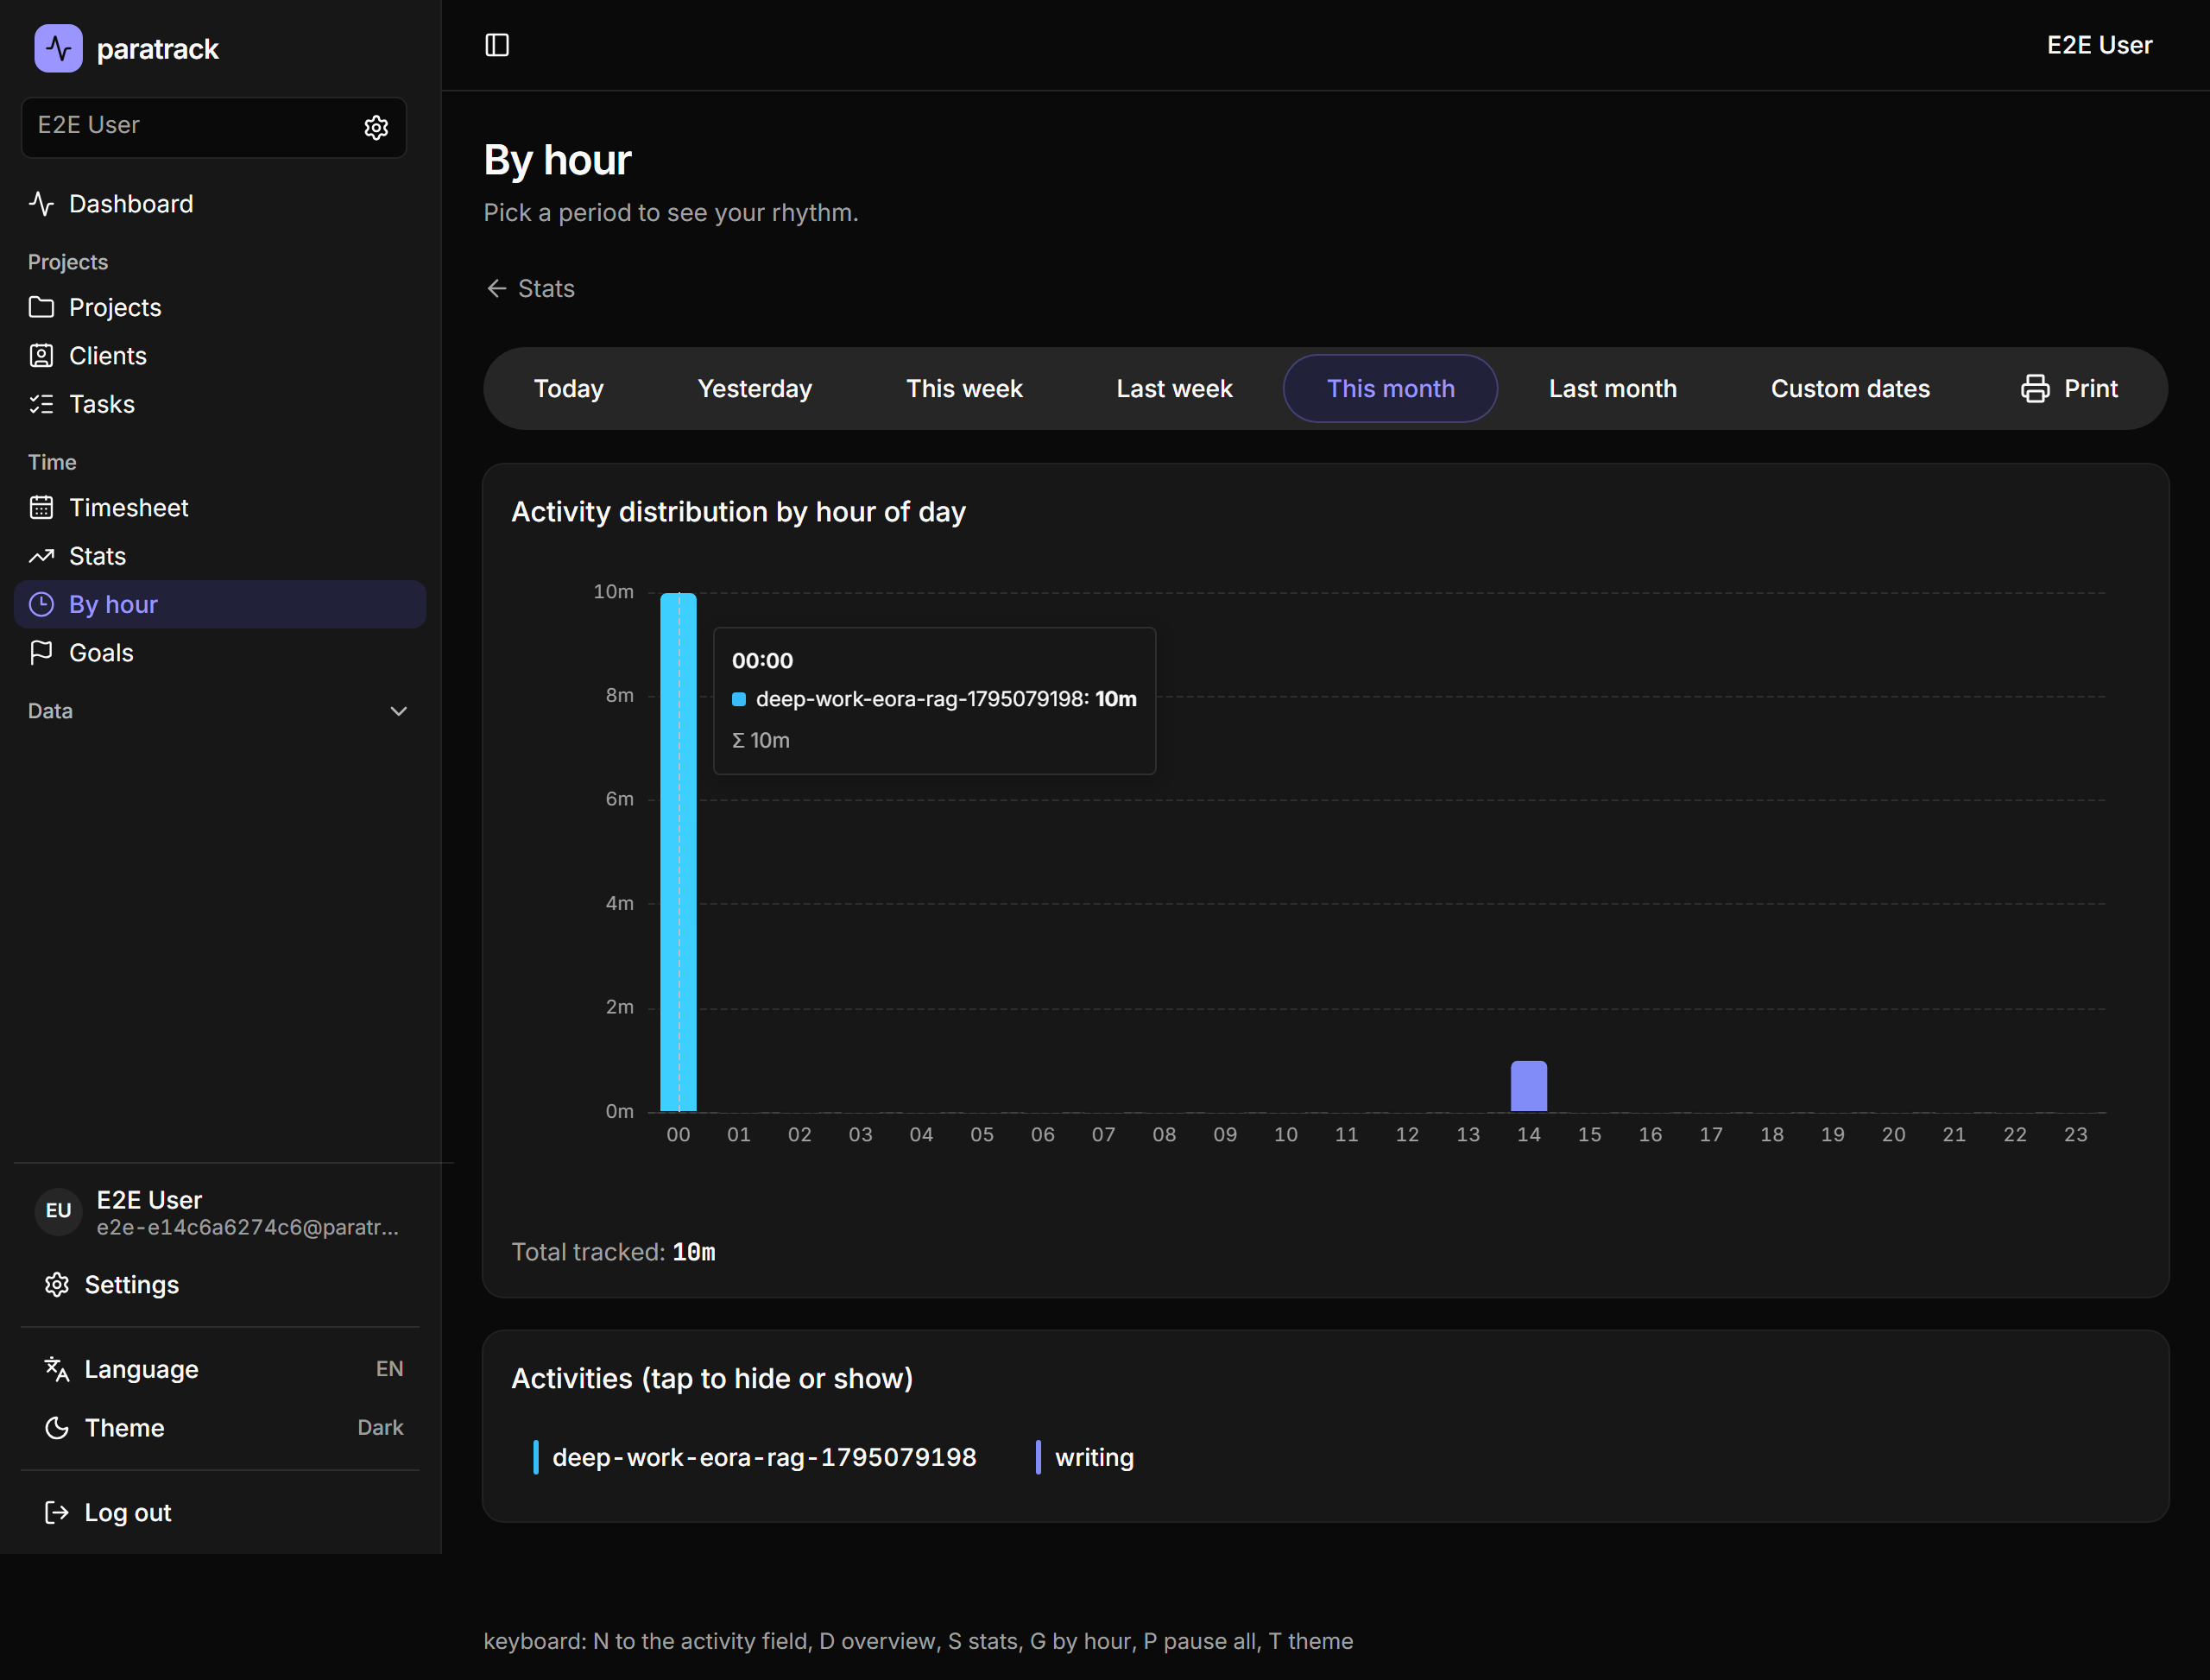 paratrack
E2E User
E2E User
Dashboard
Projects
Projects
Clients
Tasks
Time
Timesheet
Stats
By hour
Goals
Data
EU
E2E User
e2e-e14c6a6274c6@paratr...
Settings
Language EN
Theme Dark
Log out
By hour
Pick a period to see your rhythm.
Stats
Today Yesterday This week Last week This month Last month Custom dates Print
Activity distribution by hour of day
10m
8m
6m
4m
2m
0m
00:00
deep-work-eora-rag-1795079198: 10m
Σ 10m
00 01 02 03 04 05 06 07 08 09 10 11 12 13 14 15 16 17 18 19 20 21 22 23
Total tracked: 10m
Activities (tap to hide or show)
deep-work-eora-rag-1795079198 writing
keyboard: N to the activity field, D overview, S stats, G by hour, P pause all, T theme